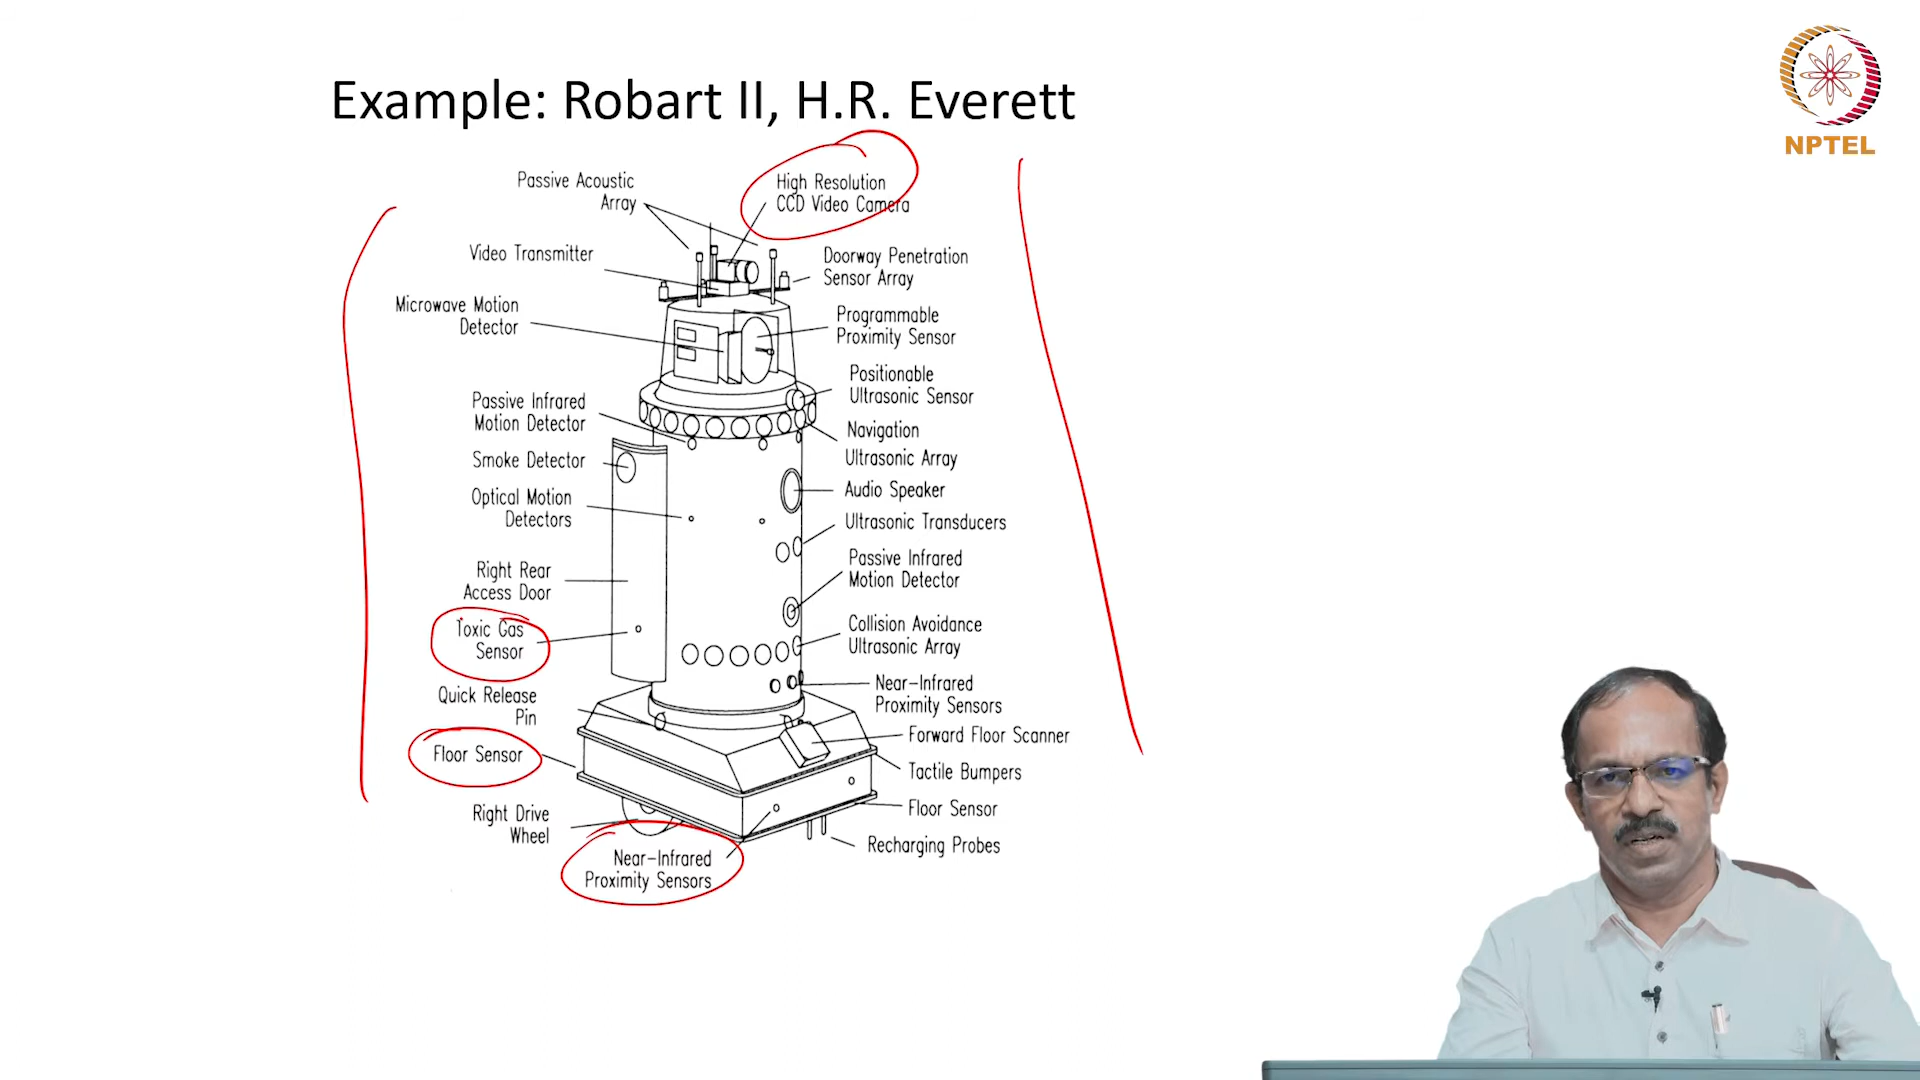 Example: Robart II, H.R. Everett
NPTEL
Passive Acoustic
Array
High Resolution
CCD Video Camera
Video Transmitter
Doorway Penetration
Sensor Array
Microwave Motion
Detector
Programmable
Proximity Sensor
Positionable
Ultrasonic Sensor
Passive Infrared
Motion Detector
Navigation
Ultrasonic Array
Smoke Detector
Audio Speaker
Optical Motion
Detectors
Ultrasonic Transducers
Passive Infrared
Motion Detector
Right Rear
Access Door
Toxic Gas
Sensor
Collision Avoidance
Ultrasonic Array
Quick Release
Pin
Near-Infrared
Proximity Sensors
Forward Floor Scanner
Floor Sensor
Tactile Bumpers
Right Drive
Wheel
Floor Sensor
Recharging Probes
Near-Infrared
Proximity Sensors